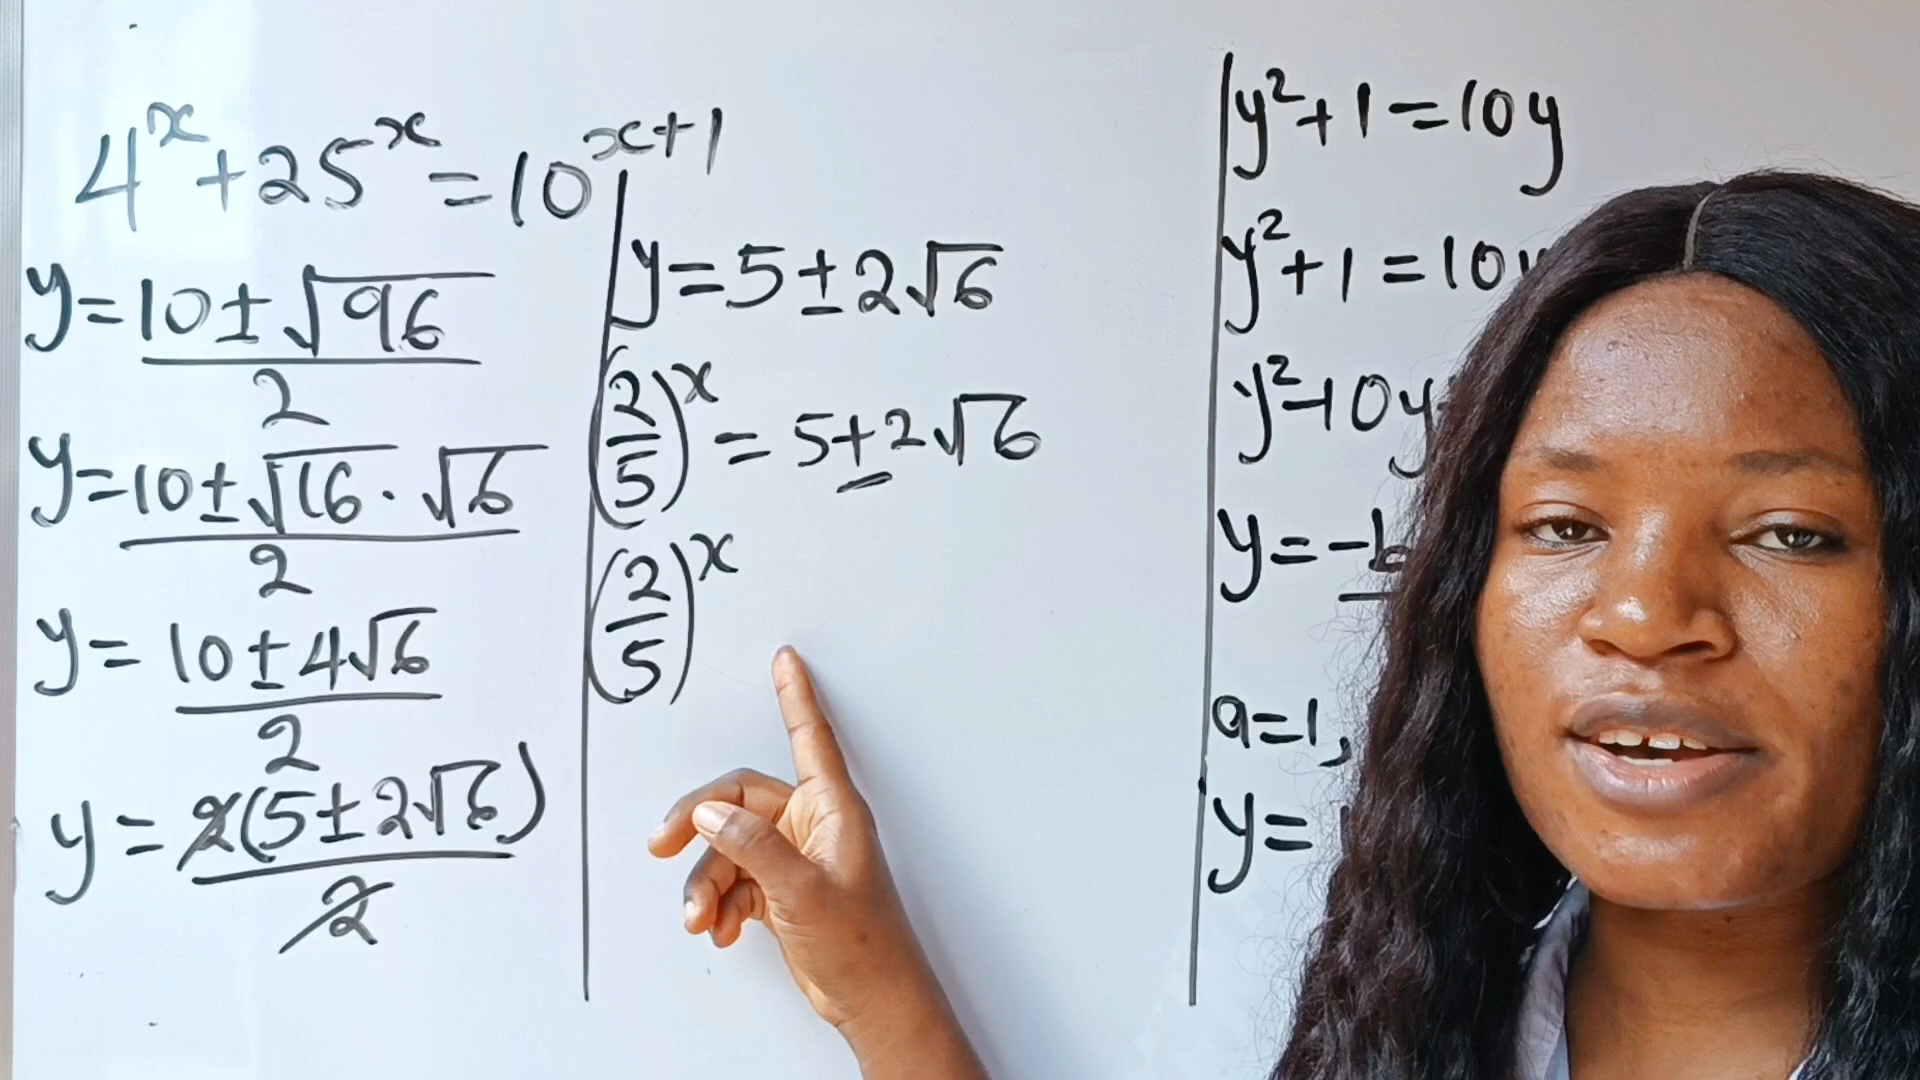 4^x + 25^x = 10^(x+1)
y = (10 ± √96)/2
y = (10 ± √16 · √6)/2
y = (10 ± 4√6)/2
y = 2(5 ± 2√6)/2
y = 5 ± 2√6
(2/5)^x = 5 ± 2√6
(2/5)^x
y² + 1 = 10y
y² + 1 = 10y
y² - 10y
y = -b
a = 1,
y =